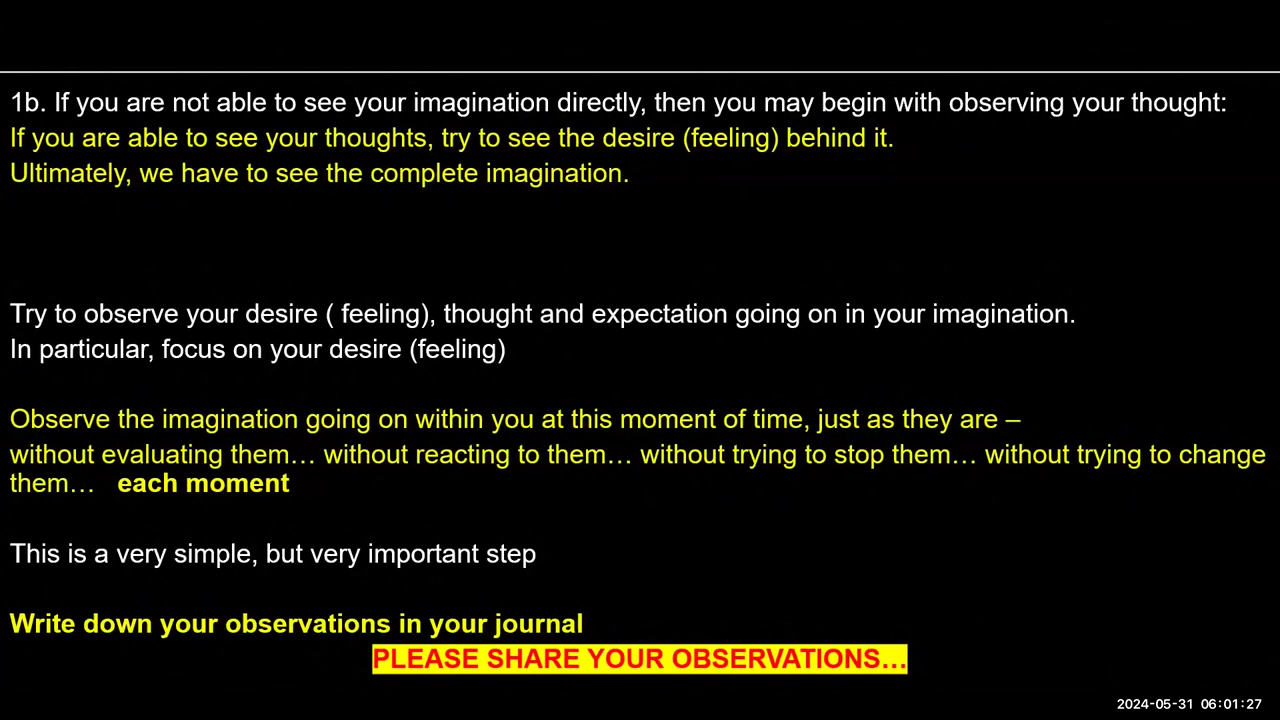 1b. If you are not able to see your imagination directly, then you may begin with observing your thought:
If you are able to see your thoughts, try to see the desire (feeling) behind it.
Ultimately, we have to see the complete imagination.
Try to observe your desire ( feeling), thought and expectation going on in your imagination.
In particular, focus on your desire (feeling)
Observe the imagination going on within you at this moment of time, just as they are –
without evaluating them… without reacting to them… without trying to stop them… without trying to change
them… each moment
This is a very simple, but very important step
Write down your observations in your journal
PLEASE SHARE YOUR OBSERVATIONS…
2024-05-31 06:01:27